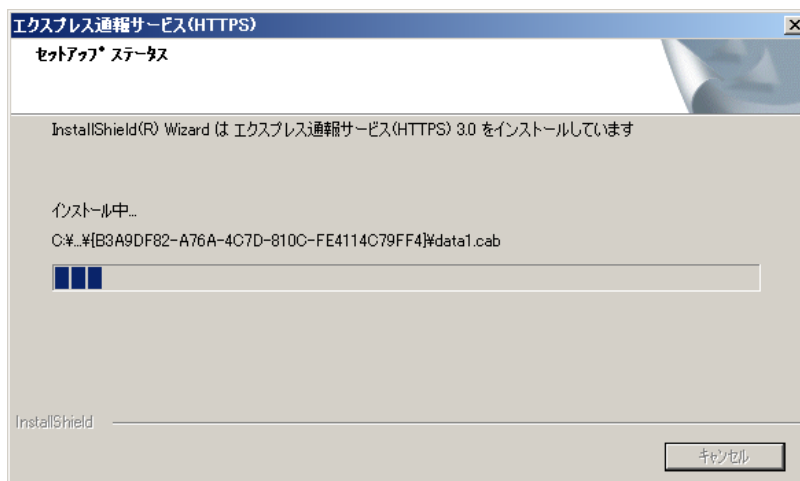 エクスプレス通報サービス(HTTPS)
セットアップ ステータス
InstallShield(R) Wizard は エクスプレス通報サービス(HTTPS) 3.0 をインストールしています
インストール中...
C:¥...¥{B3A9DF82-A76A-4C7D-810C-FE4114C79FF4}¥data1.cab
InstallShield
キャンセル